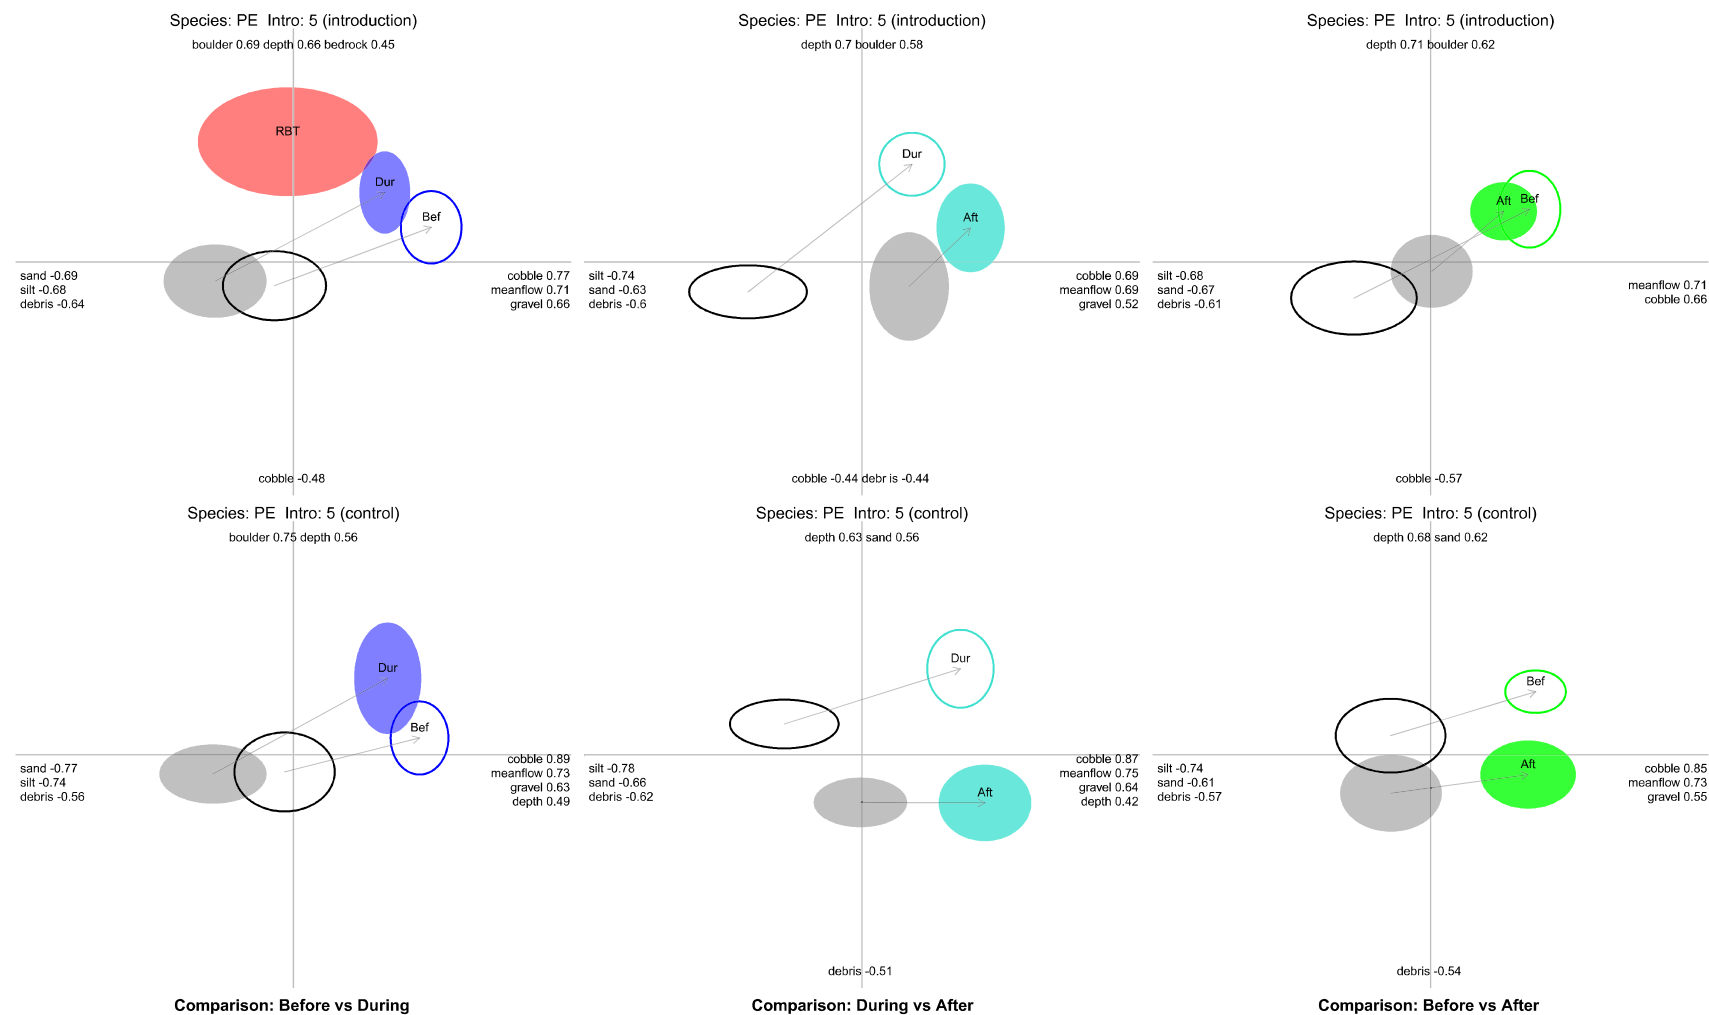 Species: PE  Intro: 5 (introduction)
boulder 0.69 depth 0.66 bedrock 0.45
RBT
Dur
Bef
sand -0.69
silt -0.68
debris -0.64
cobble 0.77
meanflow 0.71
gravel 0.66
cobble -0.48
Species: PE  Intro: 5 (introduction)
depth 0.7 boulder 0.58
Dur
Aft
silt -0.74
sand -0.63
debris -0.6
cobble 0.69
meanflow 0.69
gravel 0.52
cobble -0.44 debr is -0.44
Species: PE  Intro: 5 (introduction)
depth 0.71 boulder 0.62
Aft
Bef
silt -0.68
sand -0.67
debris -0.61
meanflow 0.71
cobble 0.66
cobble -0.57
Species: PE  Intro: 5 (control)
boulder 0.75 depth 0.56
Dur
Bef
sand -0.77
silt -0.74
debris -0.56
cobble 0.89
meanflow 0.73
gravel 0.63
depth 0.49
Comparison: Before vs During
Species: PE  Intro: 5 (control)
depth 0.63 sand 0.56
Dur
Aft
silt -0.78
sand -0.66
debris -0.62
cobble 0.87
meanflow 0.75
gravel 0.64
depth 0.42
debris -0.51
Comparison: During vs After
Species: PE  Intro: 5 (control)
depth 0.68 sand 0.62
Bef
Aft
silt -0.74
sand -0.61
debris -0.57
cobble 0.85
meanflow 0.73
gravel 0.55
debris -0.54
Comparison: Before vs After